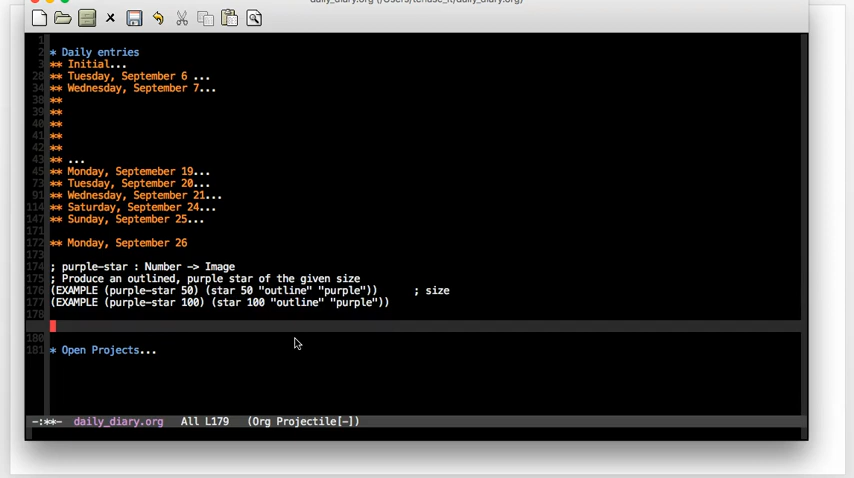 daily_diary.org (/Users/tenase_it/daily_diary.org)
1
2 * Daily entries
3 ** Initial...
20 ** Tuesday, September 6 ...
34 ** Wednesday, September 7...
38 **
39 **
40 **
41 **
42 **
43 ** ...
45 ** Monday, Septemeber 19...
73 ** Tuesday, September 20...
91 ** Wednesday, September 21...
114 ** Saturday, September 24...
147 ** Sunday, September 25...
171
172 ** Monday, September 26
173
174 ; purple-star : Number -> Image
175 ; Produce an outlined, purple star of the given size
176 (EXAMPLE (purple-star 50) (star 50 "outline" "purple")) ; size
177 (EXAMPLE (purple-star 100) (star 100 "outline" "purple"))
178
180
181 * Open Projects...
-:**- daily_diary.org All L179 (Org Projectile[-])